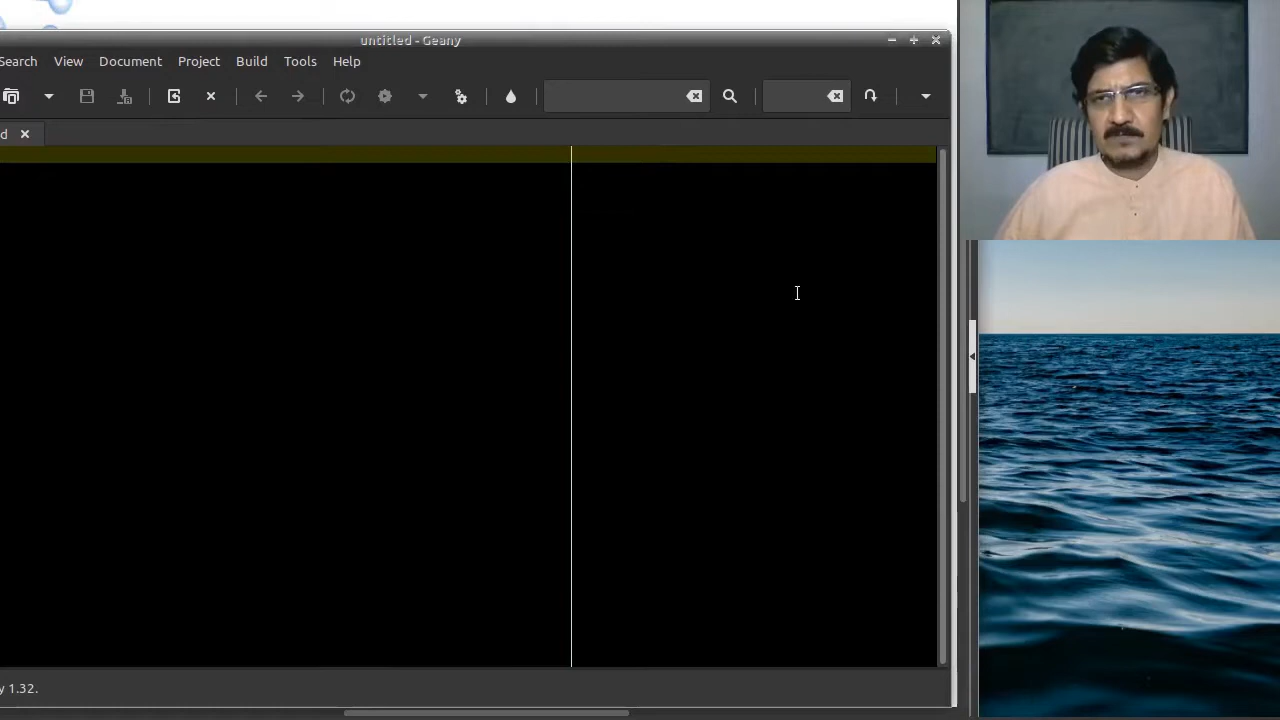 untitled - Geany
Search View Document Project Build Tools Help
d
y 1.32.